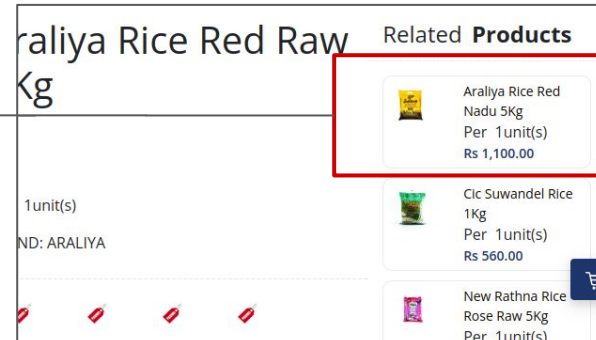 raliya Rice Red Raw
Kg
1unit(s)
ND: ARALIYA
Related Products
Araliya Rice Red
Nadu 5Kg
Per 1unit(s)
Rs 1,100.00
Cic Suwandel Rice
1Kg
Per 1unit(s)
Rs 560.00
New Rathna Rice
Rose Raw 5Kg
Per 1unit(s)